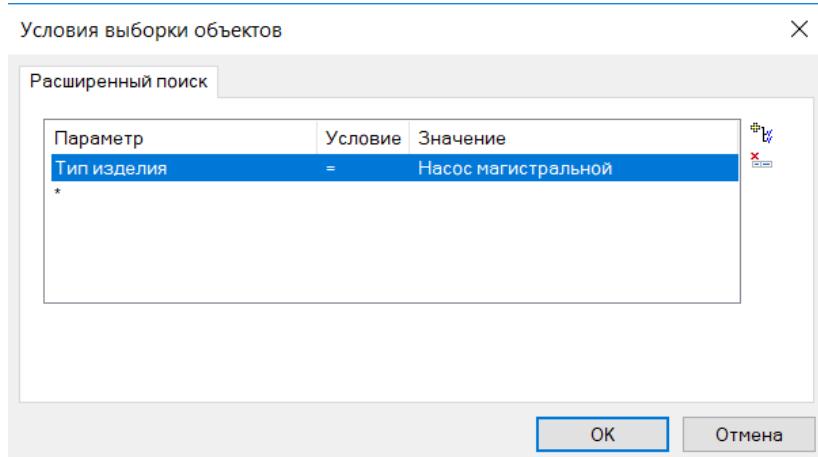 Условия выборки объектов
Расширенный поиск
Параметр Условие Значение
Тип изделия = Насос магистральной
*
OK Отмена